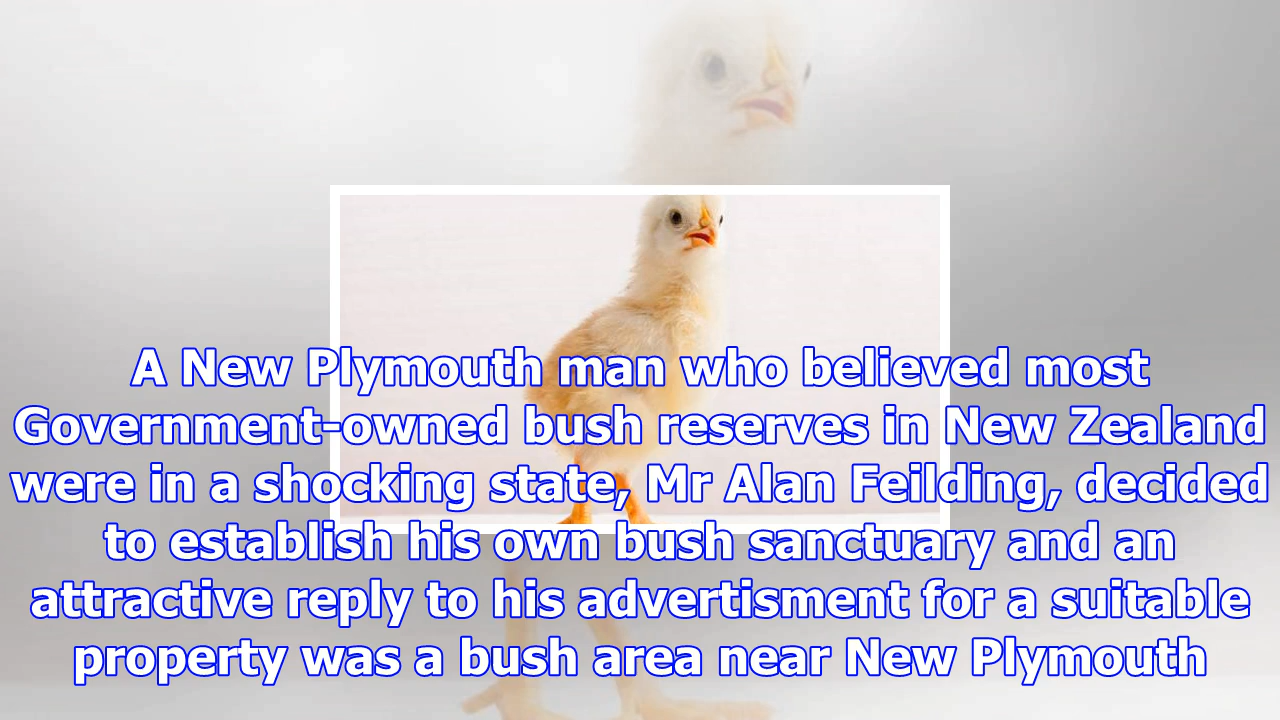 A New Plymouth man who believed most
Government-owned bush reserves in New Zealand
were in a shocking state, Mr Alan Feilding, decided
to establish his own bush sanctuary and an
attractive reply to his advertisment for a suitable
property was a bush area near New Plymouth